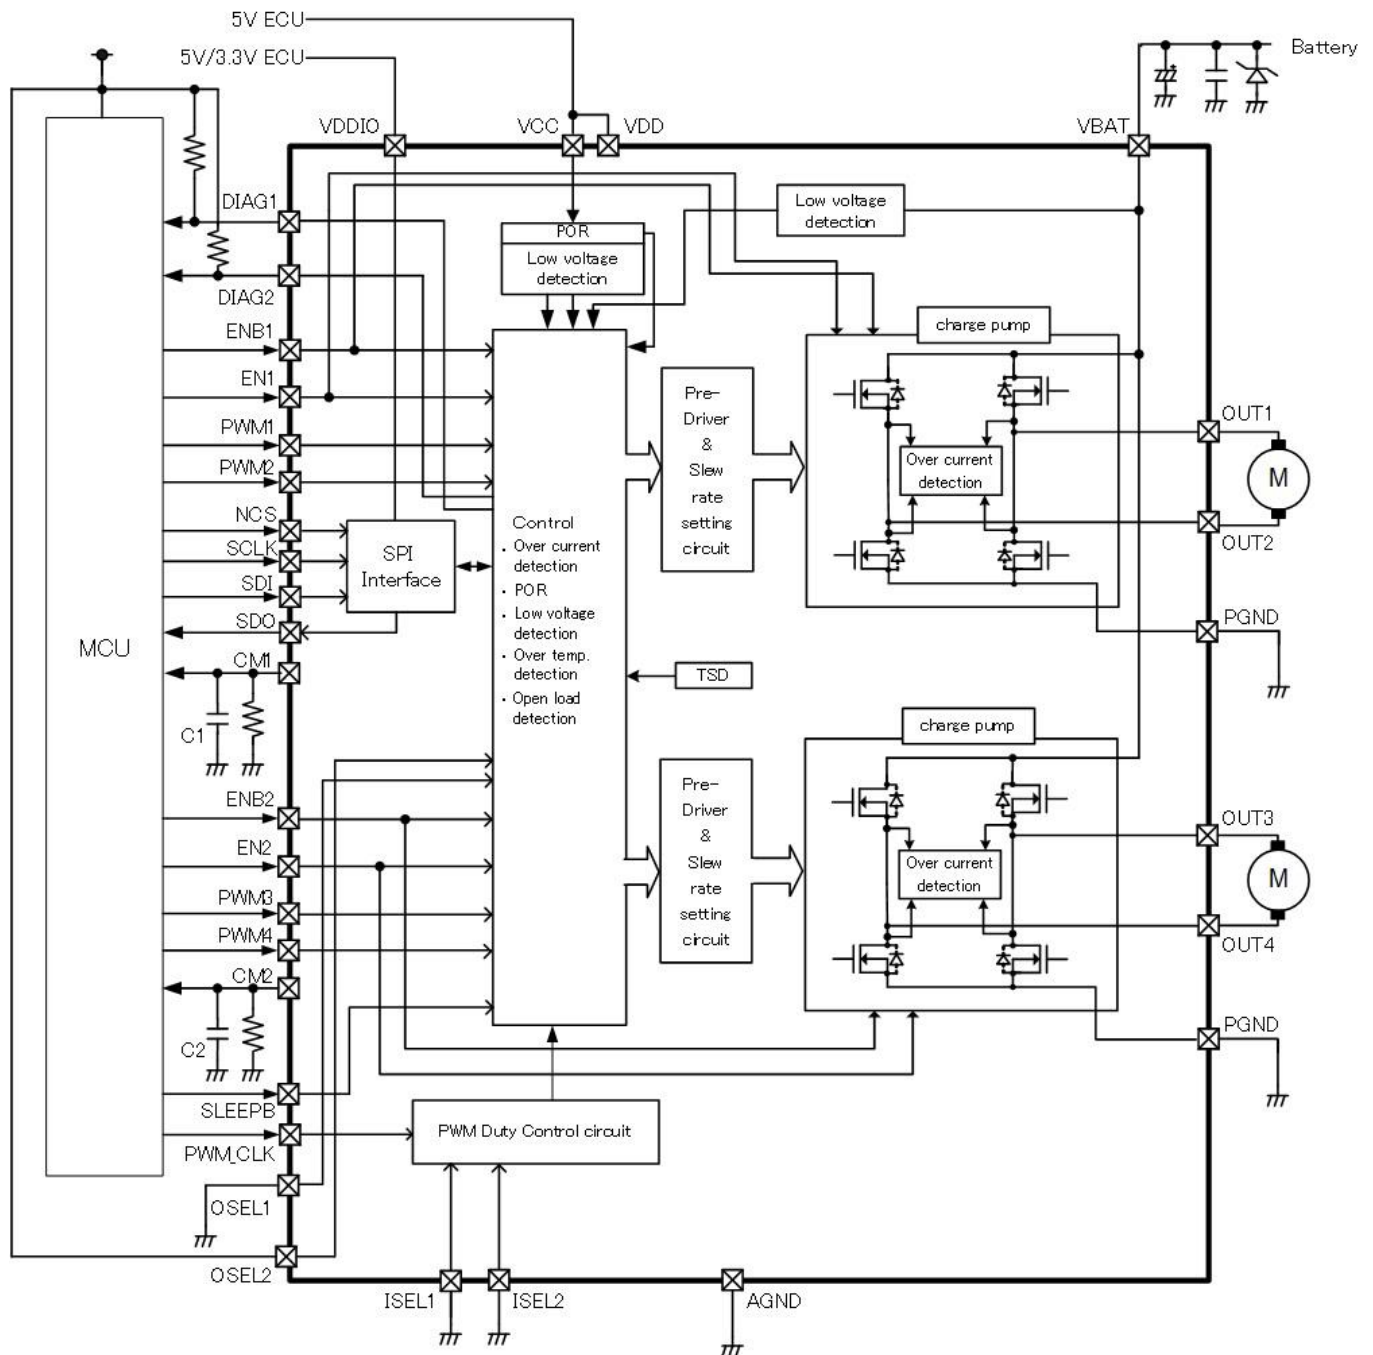 5V ECU
5V/3.3V ECU
Battery
VDDIO
VCC
VDD
VBAT
DIAG1
Low voltage
detection
POR
Low voltage
detection
DIAG2
ENB1
charge pump
EN1
Pre-
Driver
&
Slew
rate
setting
circuit
OUT1
PWM1
Over current
detection
M
PWM2
NCS
Control
. Over current
detection
· POR
· Low voltage
detection
· Over temp.
detection
· Open load
detection
OUT2
SCLK
SPI
Interface
SDI
SDO
PGND
MCU
CM1
TSD
C1
charge pump
ENB2
Pre-
Driver
&
Slew
rate
setting
circuit
OUT3
EN2
Over current
detection
M
PWM3
PWM4
OUT4
CM2
C2
PGND
SLEEPB
PWM Duty Control circuit
PWM_CLK
OSEL1
OSEL2
ISEL1
ISEL2
AGND